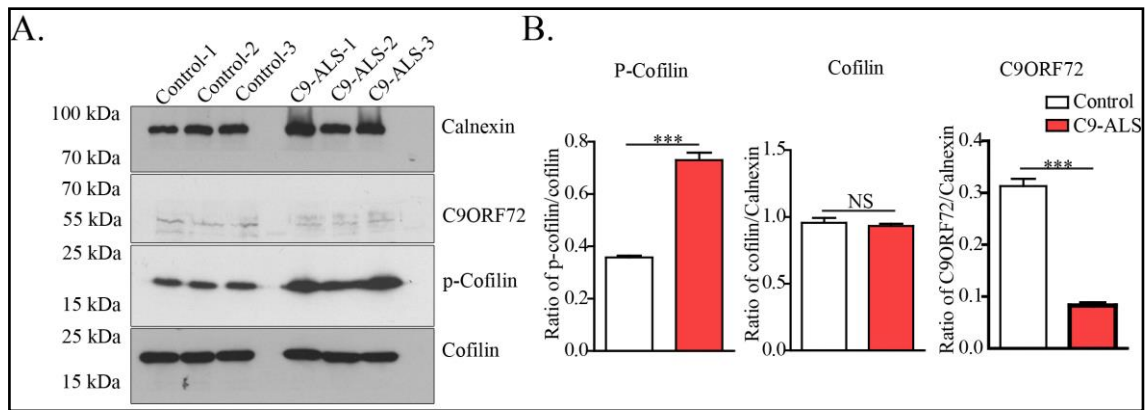 A.
Control-1
Control-2
Control-3
C9-ALS-1
C9-ALS-2
C9-ALS-3
100 kDa
Calnexin
70 kDa
70 kDa
C9ORF72
55 kDa
25 kDa
p-Cofilin
15 kDa
25 kDa
Cofilin
15 kDa
B.
P-Cofilin
Ratio of p-cofilin/cofilin
0.8
0.6
0.4
0.2
0.0
***
Cofilin
Ratio of cofilin/Calnexin
1.5
1.0
0.5
0.0
NS
C9ORF72
Control
C9-ALS
Ratio of C9ORF72/Calnexin
0.4
0.3
0.2
0.1
0.0
***